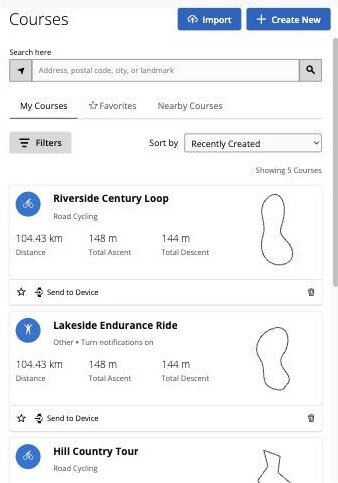 Courses
Import
Create New
Search here
Address, postal code, city, or landmark
My Courses
Favorites
Nearby Courses
Filters
Sort by
Recently Created
Showing 5 Courses
Riverside Century Loop
Road Cycling
104.43 km 148 m 144 m
Distance Total Ascent Total Descent
Send to Device
Lakeside Endurance Ride
Other • Turn notifications on
104.43 km 148 m 144 m
Distance Total Ascent Total Descent
Send to Device
Hill Country Tour
Road Cycling